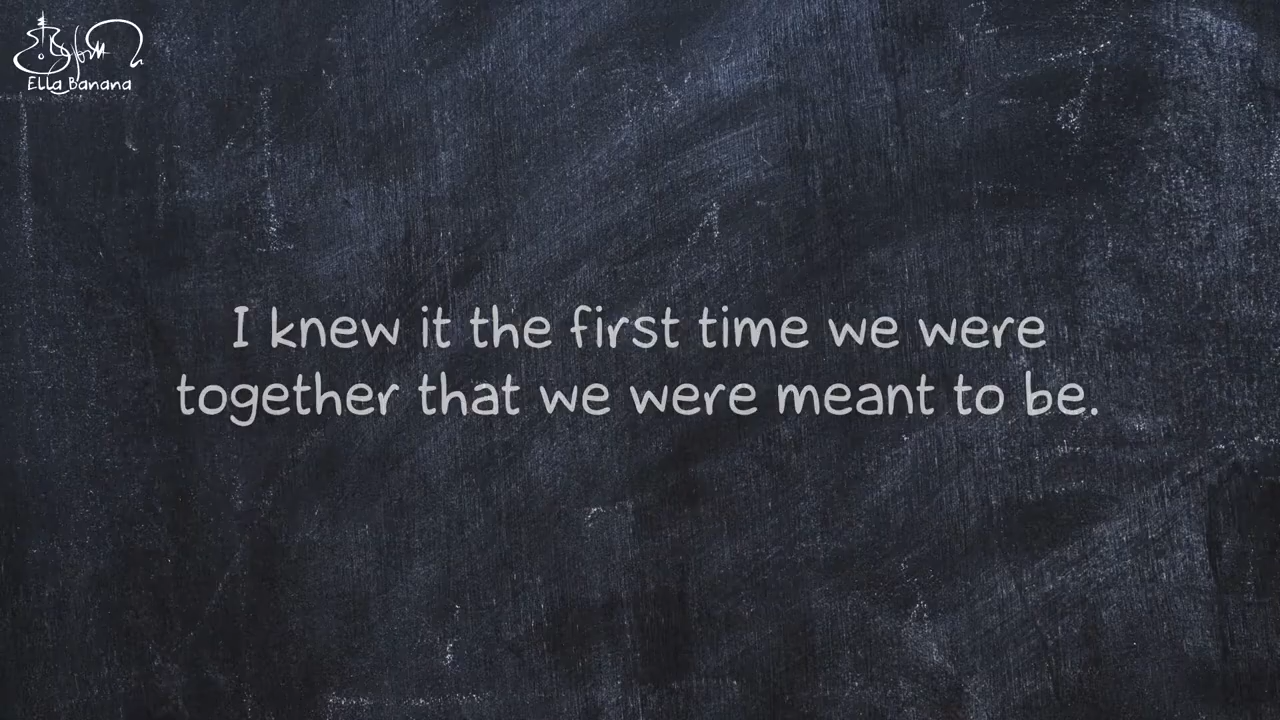 Ella Banana
I knew it the first time we were
together that we were meant to be.